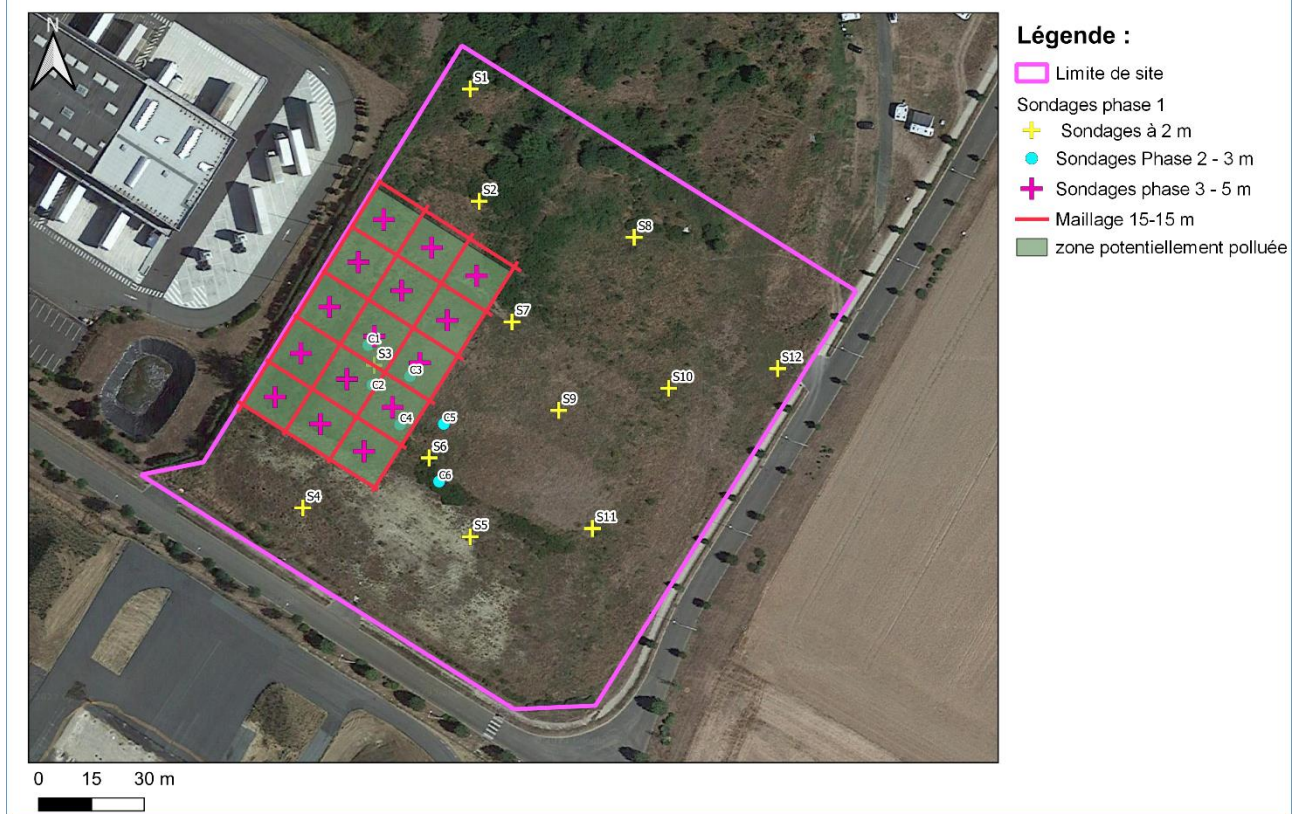 N
S1
S2
S8
S7
C1
S3
S12
C3
C2
S10
S9
C4
C5
S6
C6
S4
S11
S5
0 15 30 m
Légende :
Limite de site
Sondages phase 1
Sondages à 2 m
Sondages Phase 2 - 3 m
Sondages phase 3 - 5 m
Maillage 15-15 m
zone potentiellement polluée